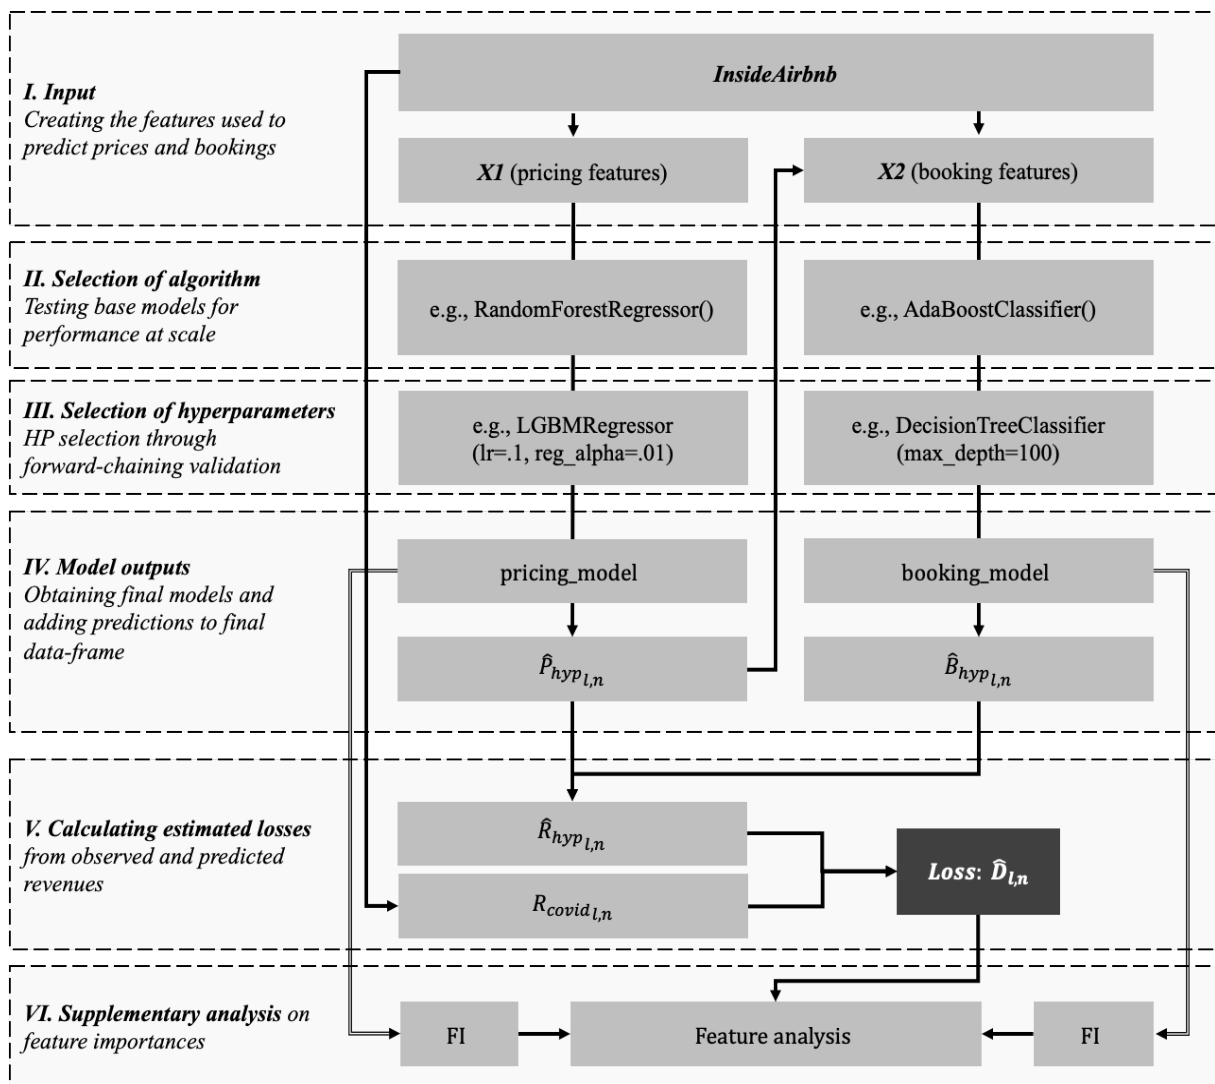 InsideAirbnb
I. Input
Creating the features used to
predict prices and bookings
X1 (pricing features)
X2 (booking features)
II. Selection of algorithm
Testing base models for
performance at scale
e.g., RandomForestRegressor()
e.g., AdaBoostClassifier()
III. Selection of hyperparameters
HP selection through
forward-chaining validation
e.g., LGBMRegressor
(lr=.1, reg_alpha=.01)
e.g., DecisionTreeClassifier
(max_depth=100)
IV. Model outputs
Obtaining final models and
adding predictions to final
data-frame
pricing_model
booking_model
P̂hyp l,n
B̂hyp l,n
V. Calculating estimated losses
from observed and predicted
revenues
R̂hyp l,n
Rcovid l,n
Loss: D̂l,n
VI. Supplementary analysis on
feature importances
FI
Feature analysis
FI